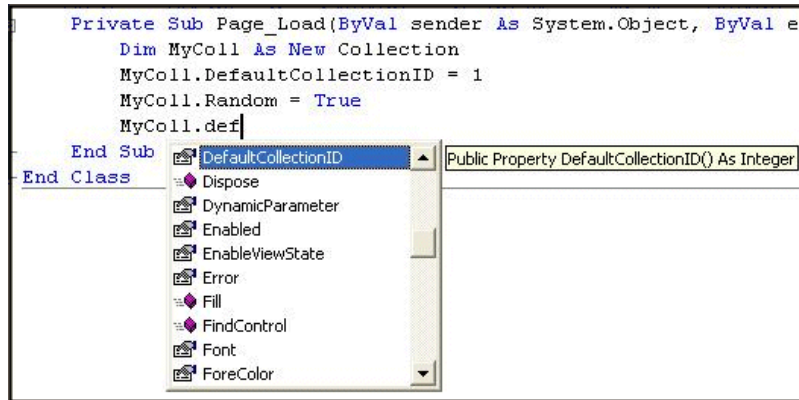 Private Sub Page_Load(ByVal sender As System.Object, ByVal e
Dim MyColl As New Collection
MyColl.DefaultCollectionID = 1
MyColl.Random = True
MyColl.def
End Sub
End Class
DefaultCollectionID
Public Property DefaultCollectionID() As Integer
Dispose
DynamicParameter
Enabled
EnableViewState
Error
Fill
FindControl
Font
ForeColor